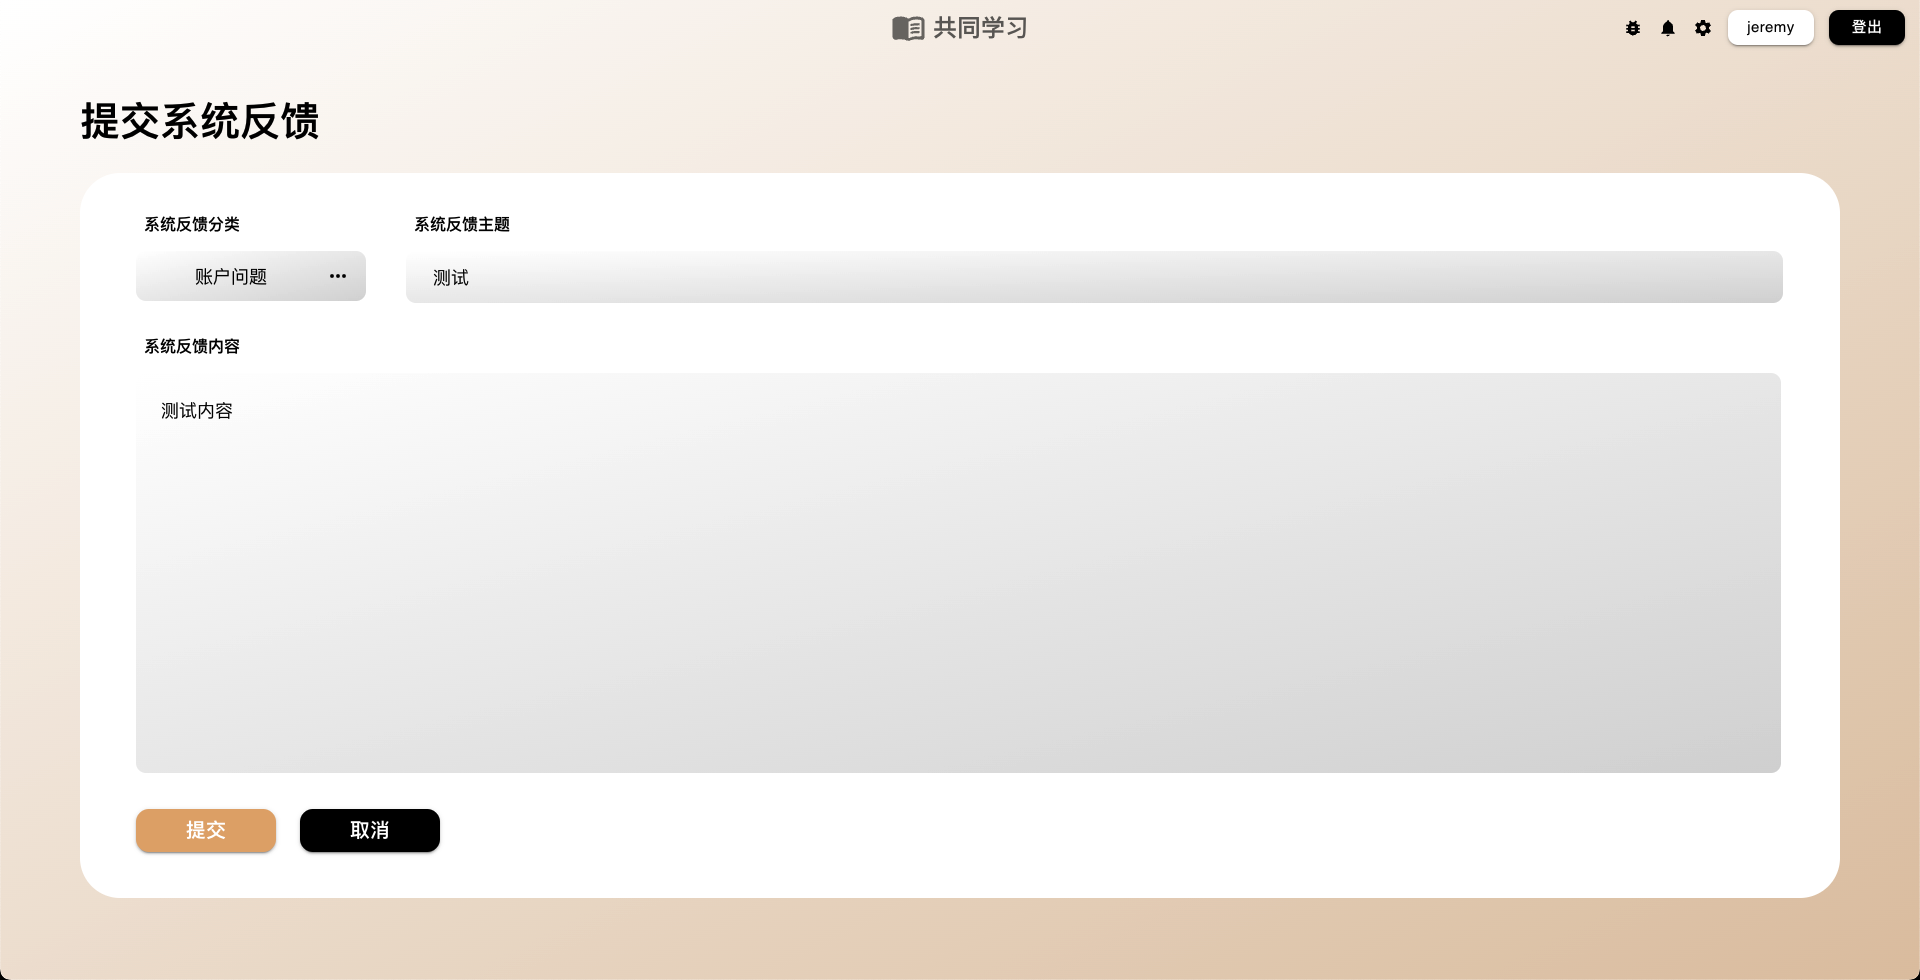 共同学习
jeremy
登出
提交系统反馈
系统反馈分类
系统反馈主题
账户问题
测试
系统反馈内容
测试内容
提交
取消